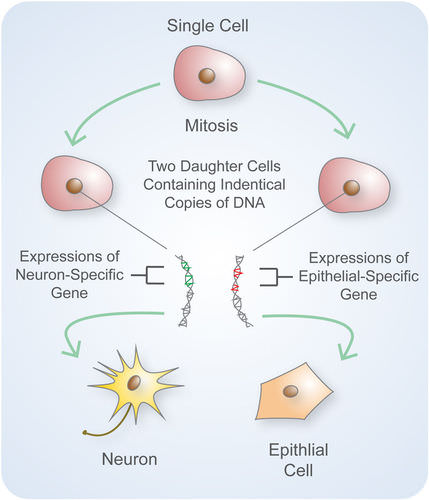 Single Cell
Mitosis
Two Daughter Cells
Containing Indentical
Copies of DNA
Expressions of
Neuron-Specific
Gene
Expressions of
Epithelial-Specific
Gene
Neuron
Epithlial
Cell